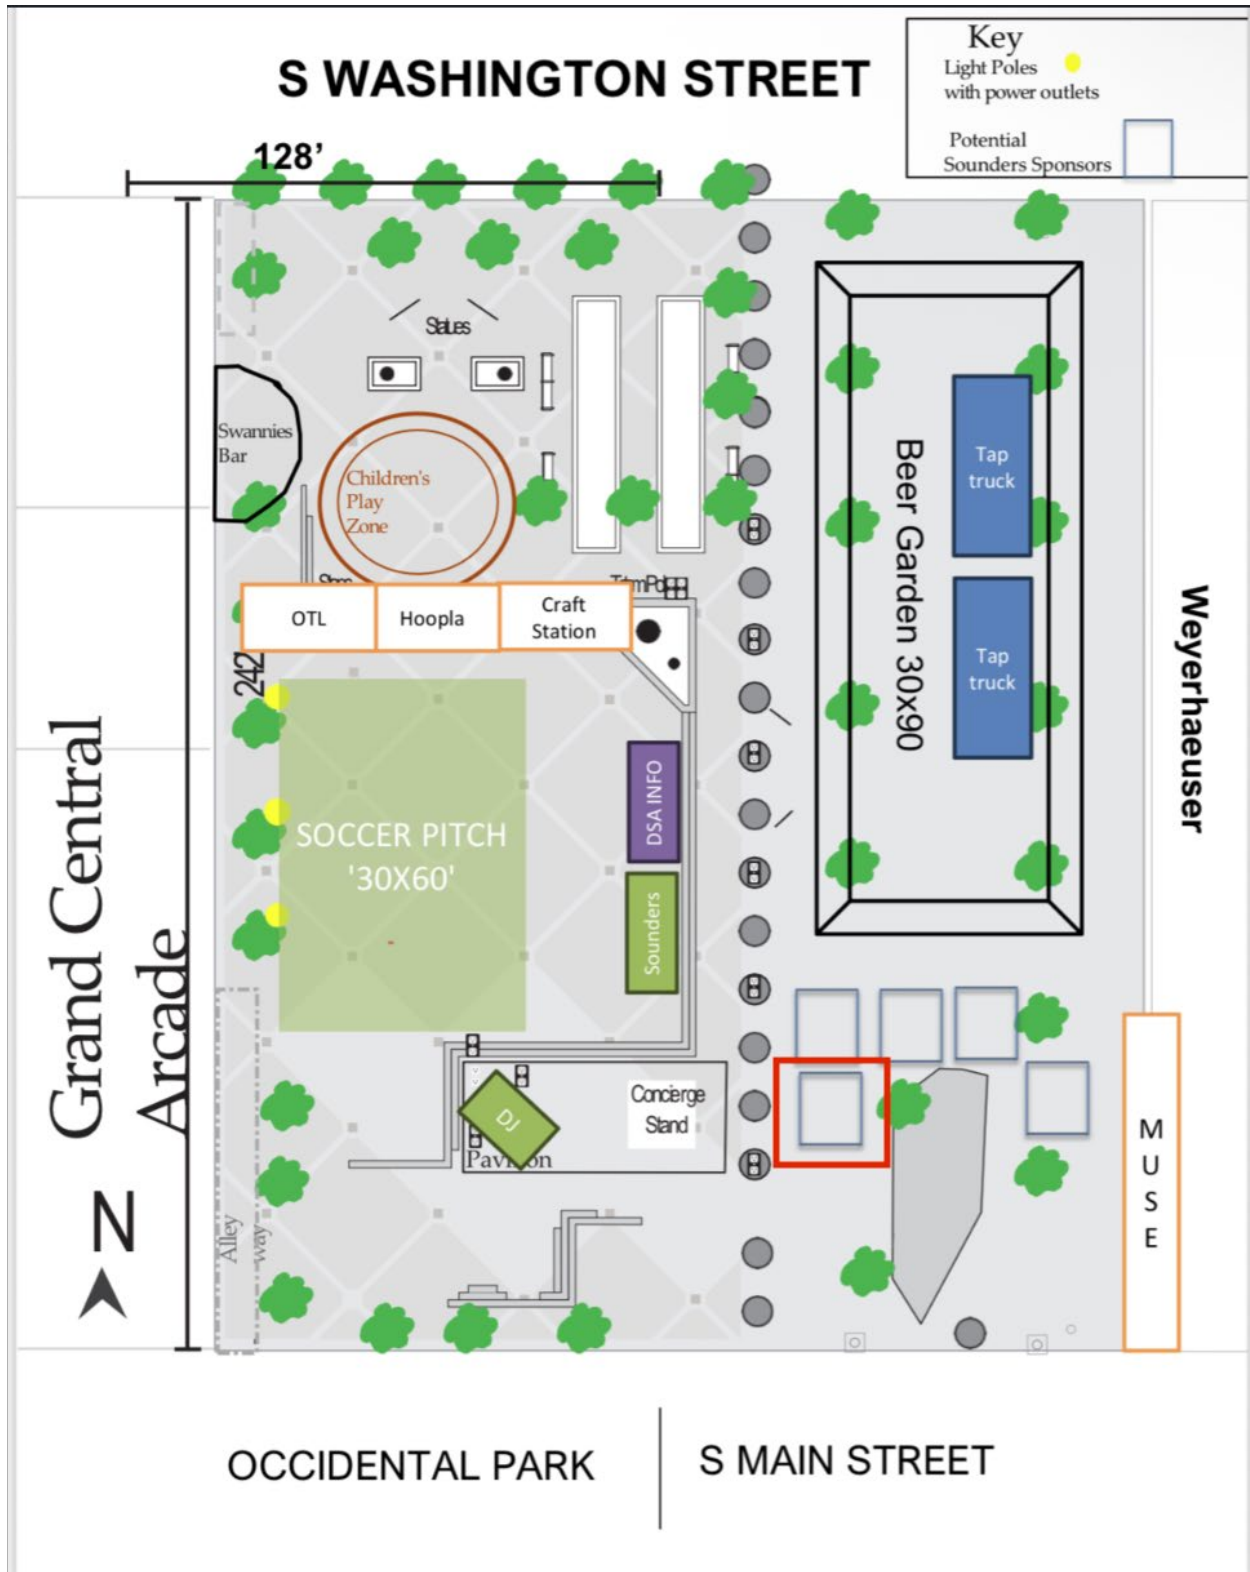 S WASHINGTON STREET
Key
Light Poles
with power outlets
Potential
Sounders Sponsors
128’
Statues
Swannies
Bar
Children's
Play
Zone
OTL
Hoopla
Craft
Station
242'
Beer Garden 30x90
Tap
truck
Tap
truck
Weyerhaeuser
Grand Central
Arcade
SOCCER PITCH
'30X60'
DSA INFO
Sounders
DJ
Concierge
Stand
Pavilion
MUSE
N
Alley
way
OCCIDENTAL PARK
S MAIN STREET